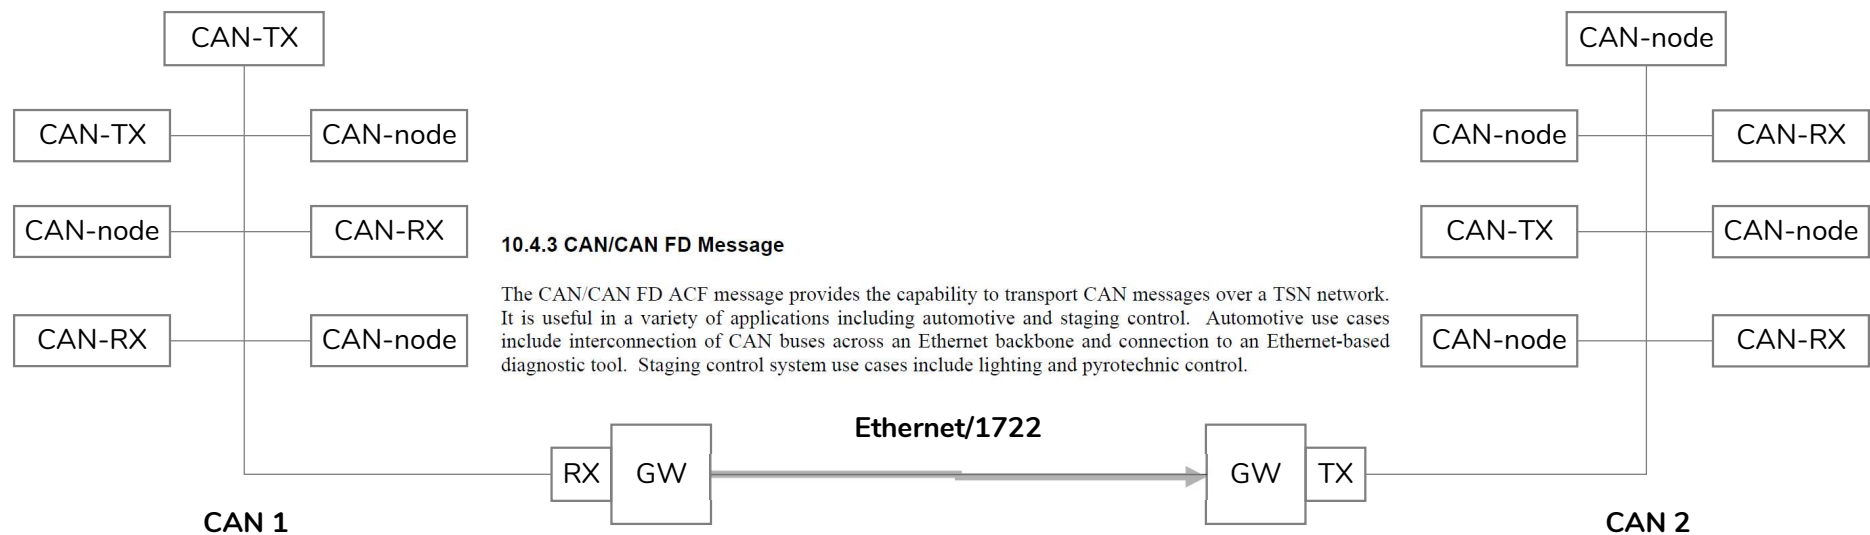 CAN-TX
CAN-node
CAN-TX
CAN-node
CAN-node
CAN-RX
CAN-node
CAN-RX
CAN-TX
CAN-node
10.4.3 CAN/CAN FD Message
The CAN/CAN FD ACF message provides the capability to transport CAN messages over a TSN network.
It is useful in a variety of applications including automotive and staging control. Automotive use cases
include interconnection of CAN buses across an Ethernet backbone and connection to an Ethernet-based
diagnostic tool. Staging control system use cases include lighting and pyrotechnic control.
CAN-RX
CAN-node
CAN-node
CAN-RX
Ethernet/1722
RX
GW
GW
TX
CAN 1
CAN 2